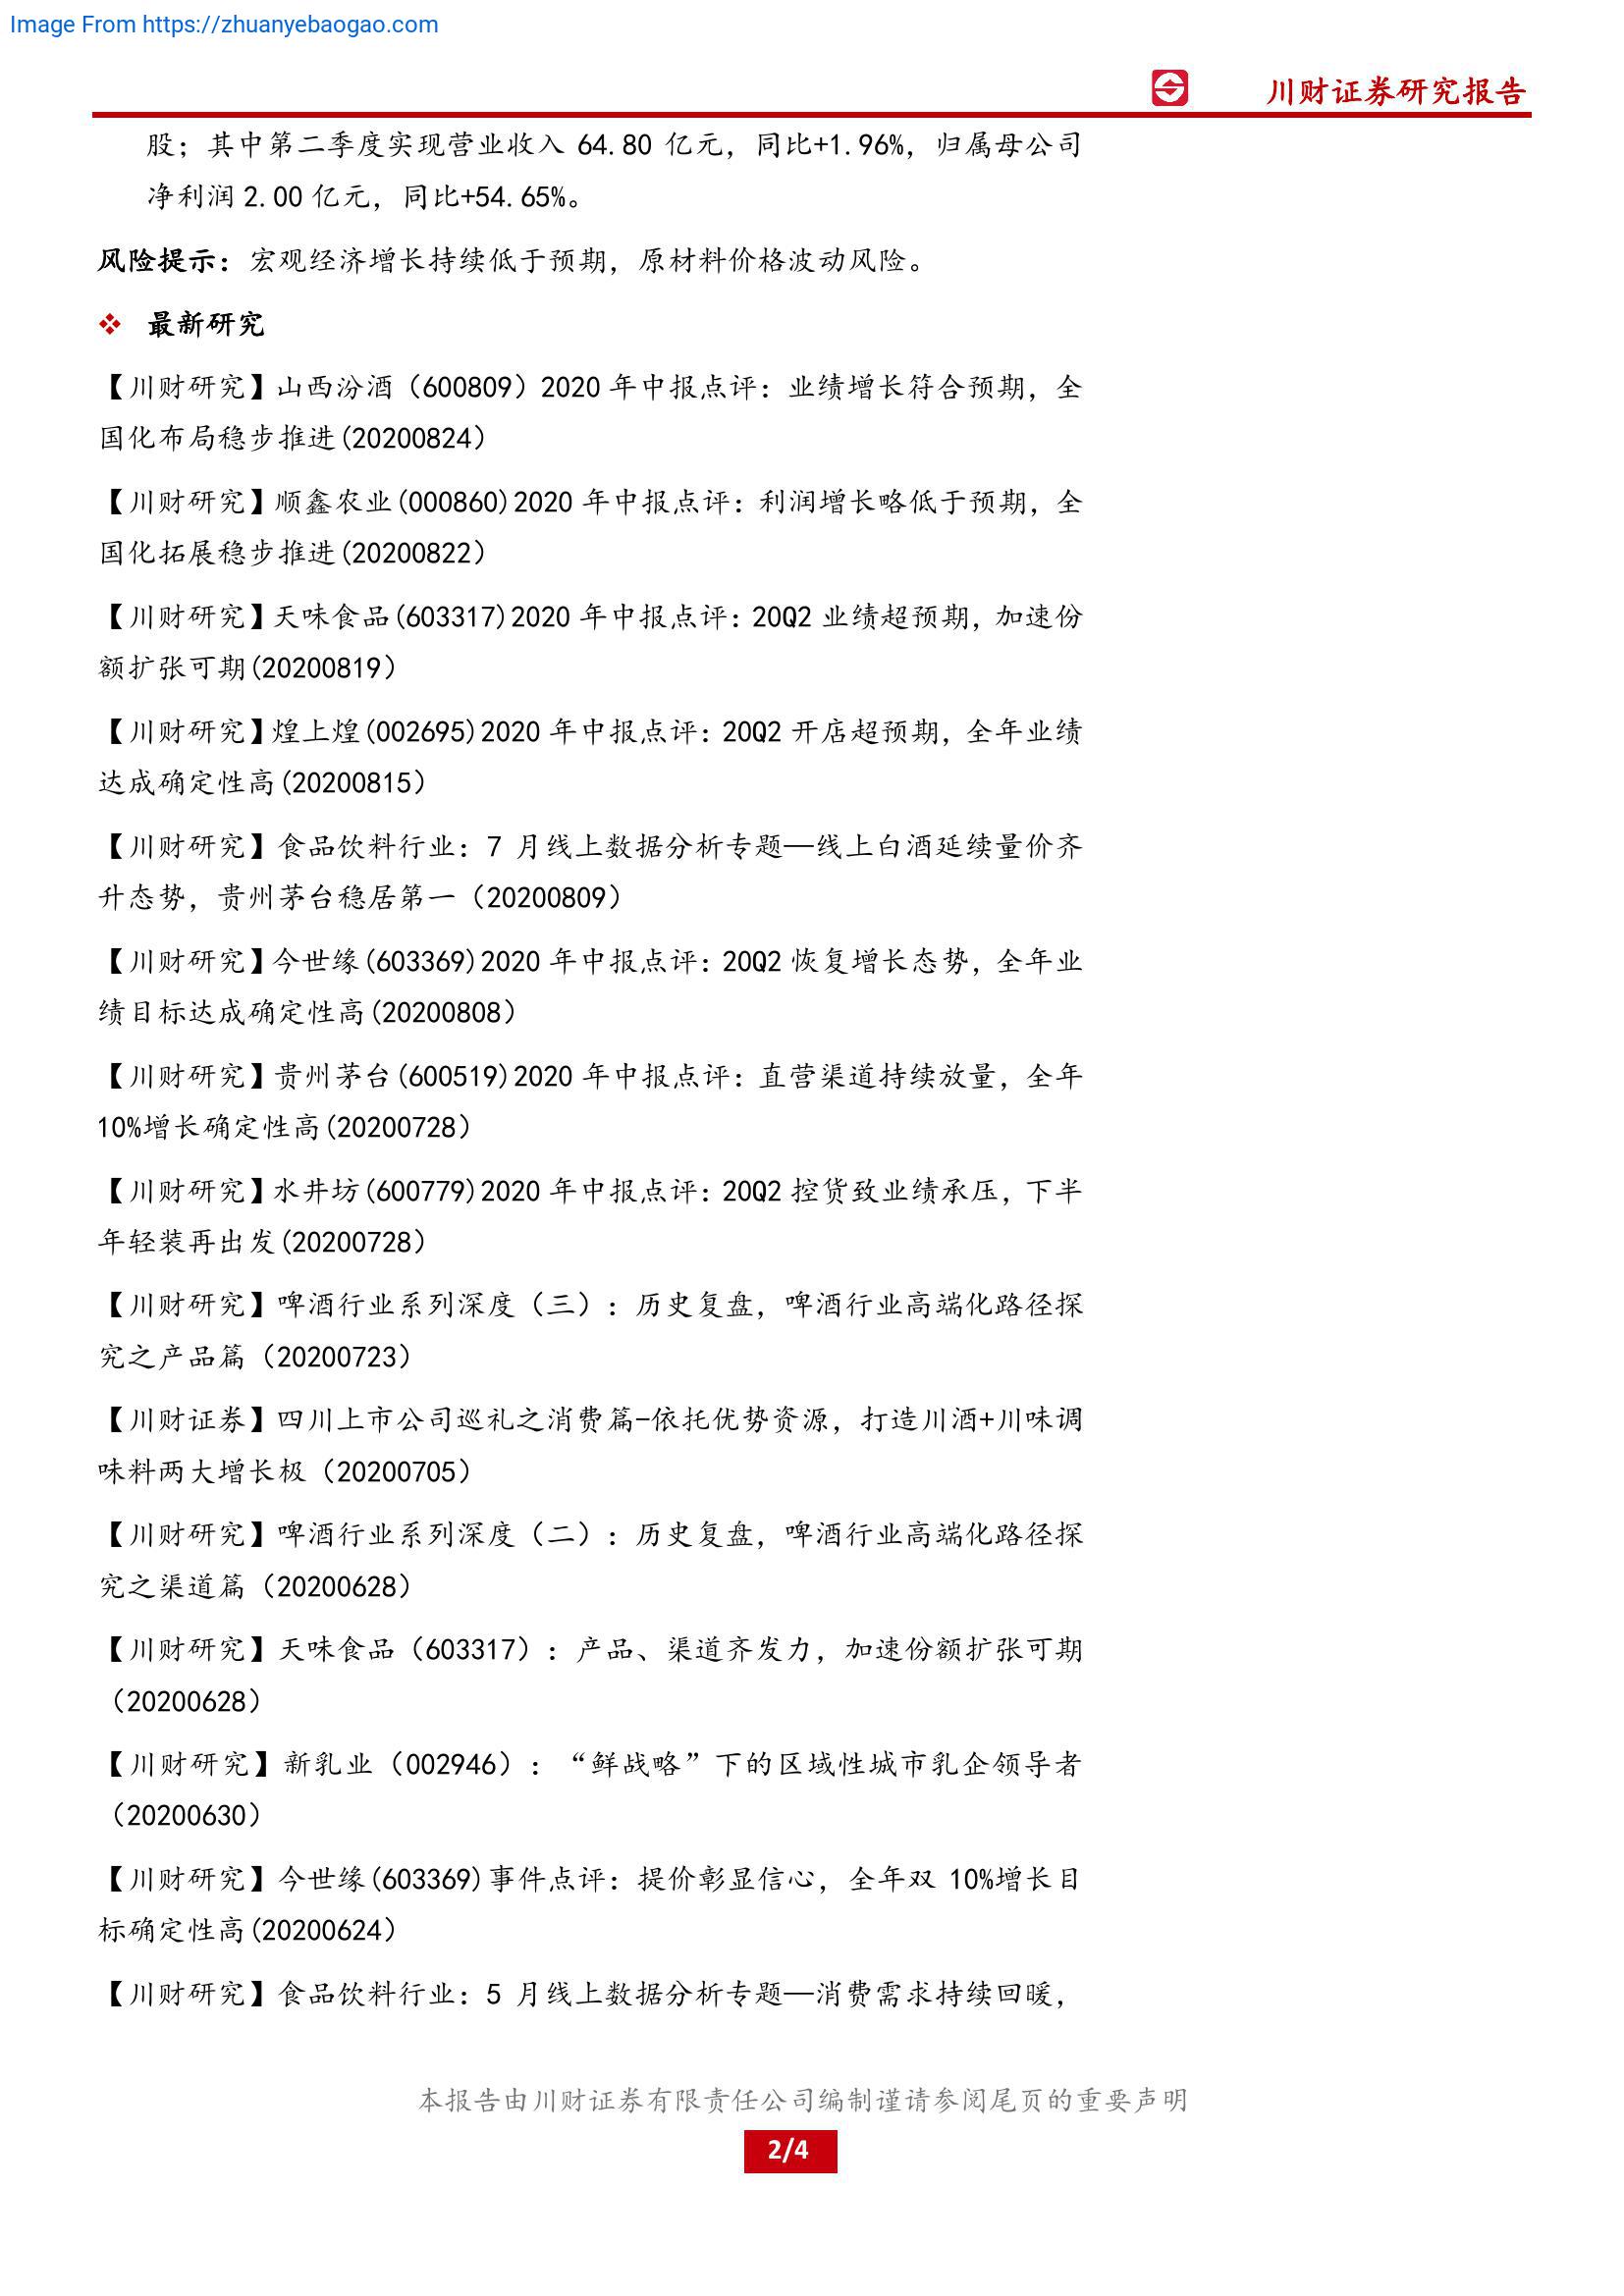 Image From https://zhuanyebaogao.com
川财证券研究报告
股；其中第二季度实现营业收入 64.80 亿元，同比+1.96%，归属母公司
净利润 2.00 亿元，同比+54.65%。
风险提示：宏观经济增长持续低于预期，原材料价格波动风险。
❖ 最新研究
【川财研究】山西汾酒（600809）2020 年中报点评：业绩增长符合预期，全
国化布局稳步推进(20200824）
【川财研究】顺鑫农业(000860)2020 年中报点评：利润增长略低于预期，全
国化拓展稳步推进(20200822）
【川财研究】天味食品(603317)2020 年中报点评：20Q2 业绩超预期，加速份
额扩张可期(20200819）
【川财研究】煌上煌(002695)2020 年中报点评：20Q2 开店超预期，全年业绩
达成确定性高(20200815）
【川财研究】食品饮料行业：7 月线上数据分析专题—线上白酒延续量价齐
升态势，贵州茅台稳居第一（20200809）
【川财研究】今世缘(603369)2020 年中报点评：20Q2 恢复增长态势，全年业
绩目标达成确定性高(20200808）
【川财研究】贵州茅台(600519)2020 年中报点评：直营渠道持续放量，全年
10%增长确定性高(20200728）
【川财研究】水井坊(600779)2020 年中报点评：20Q2 控货致业绩承压，下半
年轻装再出发(20200728）
【川财研究】啤酒行业系列深度（三）：历史复盘，啤酒行业高端化路径探
究之产品篇（20200723）
【川财证券】四川上市公司巡礼之消费篇-依托优势资源，打造川酒+川味调
味料两大增长极（20200705）
【川财研究】啤酒行业系列深度（二）：历史复盘，啤酒行业高端化路径探
究之渠道篇（20200628）
【川财研究】天味食品（603317）：产品、渠道齐发力，加速份额扩张可期
（20200628）
【川财研究】新乳业（002946）：“鲜战略”下的区域性城市乳企领导者
（20200630）
【川财研究】今世缘(603369)事件点评：提价彰显信心，全年双 10%增长目
标确定性高(20200624）
【川财研究】食品饮料行业：5 月线上数据分析专题—消费需求持续回暖，
本报告由川财证券有限责任公司编制谨请参阅尾页的重要声明
2/4